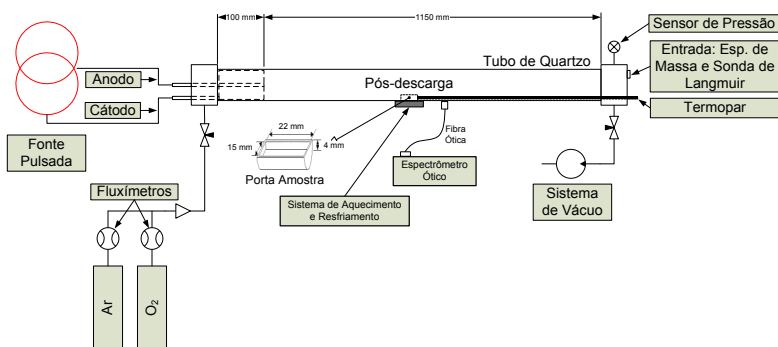 100 mm
1150 mm
Sensor de Pressão
Tubo de Quartzo
Entrada: Esp. de
Massa e Sonda de
Langmuir
Anodo
Pós-descarga
Cátodo
Termopar
Fonte
Pulsada
22 mm
15 mm
4 mm
Porta Amostra
Fibra
Ótica
Espectrômetro
Ótico
Sistema de Aquecimento
e Resfriamento
Sistema
de Vácuo
Fluxímetros
Ar
O₂